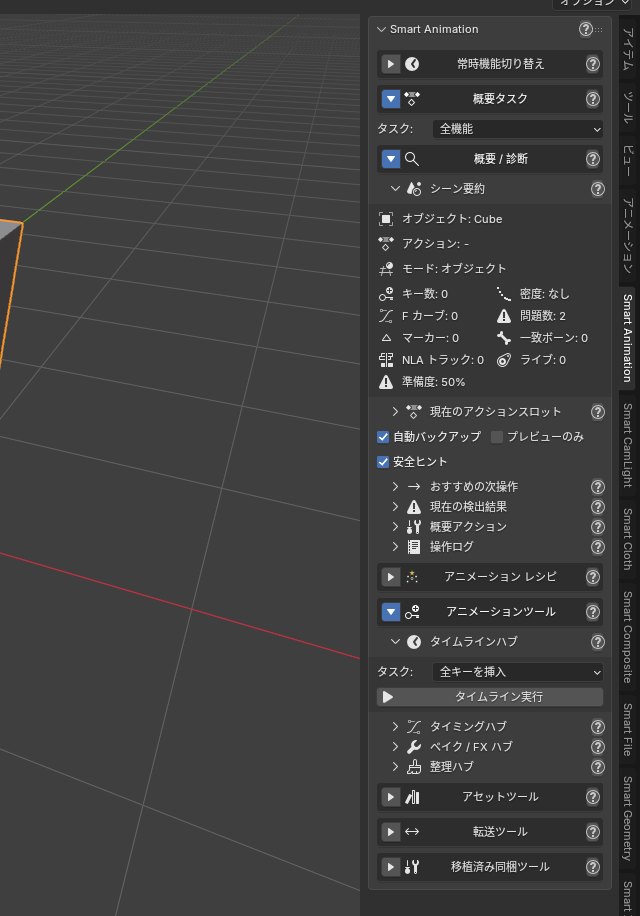 オプション
Smart Animation
常時機能切り替え
概要タスク
タスク: 全機能
概要 / 診断
シーン要約
オブジェクト: Cube
アクション: -
モード: オブジェクト
キー数: 0 密度: なし
F カーブ: 0 問題数: 2
マーカー: 0 一致ボーン: 0
NLA トラック: 0 ライブ: 0
準備度: 50%
現在のアクションスロット
自動バックアップ プレビューのみ
安全ヒント
おすすめの次操作
現在の検出結果
概要アクション
操作ログ
アニメーション レシピ
アニメーションツール
タイムラインハブ
タスク: 全キーを挿入
タイムライン実行
タイミングハブ
ベイク / FX ハブ
整理ハブ
アセットツール
転送ツール
移植済み同梱ツール
アイテム
ツール
ビュー
アニメーション
Smart Animation
Smart CamLight
Smart Cloth
Smart Composite
Smart File
Smart Geometry
Smart